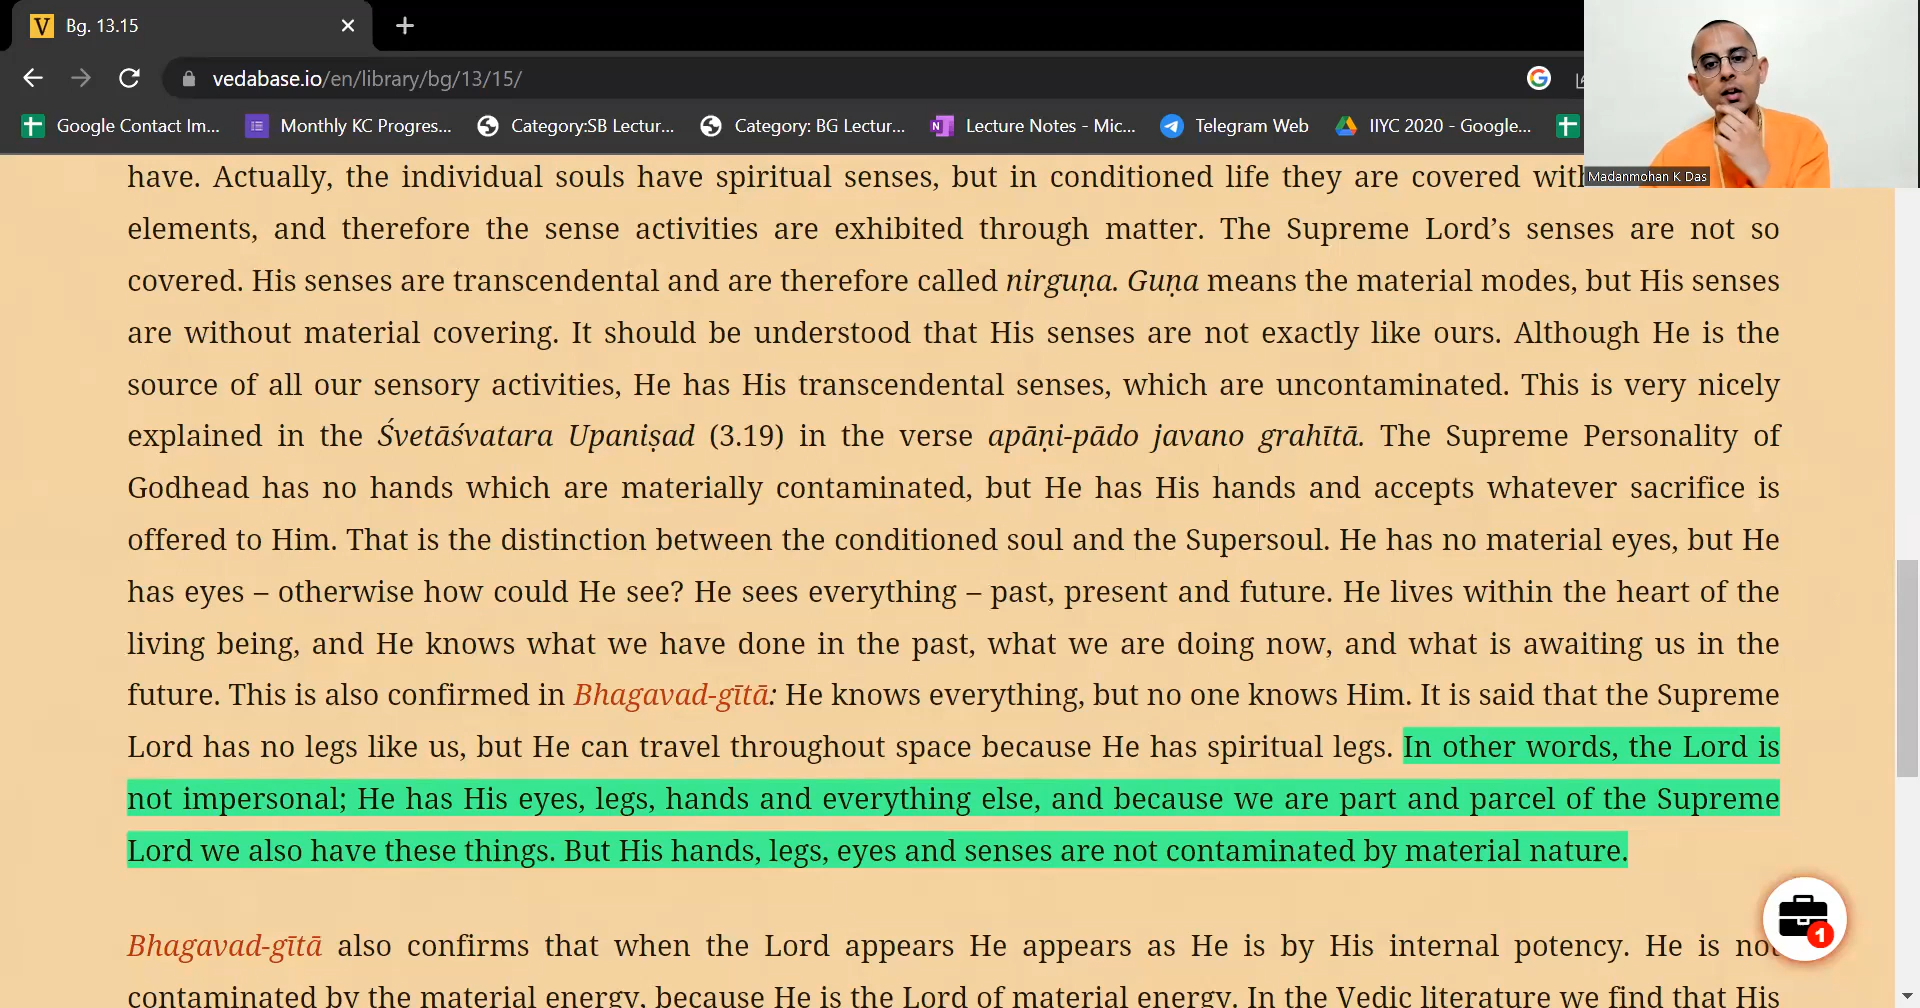 Bg. 13.15
vedabase.io/en/library/bg/13/15/
Google Contact Im...
Monthly KC Progres...
Category:SB Lectur...
Category: BG Lectur...
Lecture Notes - Mic...
Telegram Web
IIYC 2020 - Google...
Madanmohan K Das
have. Actually, the individual souls have spiritual senses, but in conditioned life they are covered with
elements, and therefore the sense activities are exhibited through matter. The Supreme Lord’s senses are not so
covered. His senses are transcendental and are therefore called nirguṇa. Guṇa means the material modes, but His senses
are without material covering. It should be understood that His senses are not exactly like ours. Although He is the
source of all our sensory activities, He has His transcendental senses, which are uncontaminated. This is very nicely
explained in the Śvetāśvatara Upaniṣad (3.19) in the verse apāṇi-pādo javano grahītā. The Supreme Personality of
Godhead has no hands which are materially contaminated, but He has His hands and accepts whatever sacrifice is
offered to Him. That is the distinction between the conditioned soul and the Supersoul. He has no material eyes, but He
has eyes – otherwise how could He see? He sees everything – past, present and future. He lives within the heart of the
living being, and He knows what we have done in the past, what we are doing now, and what is awaiting us in the
future. This is also confirmed in Bhagavad-gītā: He knows everything, but no one knows Him. It is said that the Supreme
Lord has no legs like us, but He can travel throughout space because He has spiritual legs. In other words, the Lord is
not impersonal; He has His eyes, legs, hands and everything else, and because we are part and parcel of the Supreme
Lord we also have these things. But His hands, legs, eyes and senses are not contaminated by material nature.
Bhagavad-gītā also confirms that when the Lord appears He appears as He is by His internal potency. He is not
contaminated by the material energy, because He is the Lord of material energy. In the Vedic literature we find that His
1